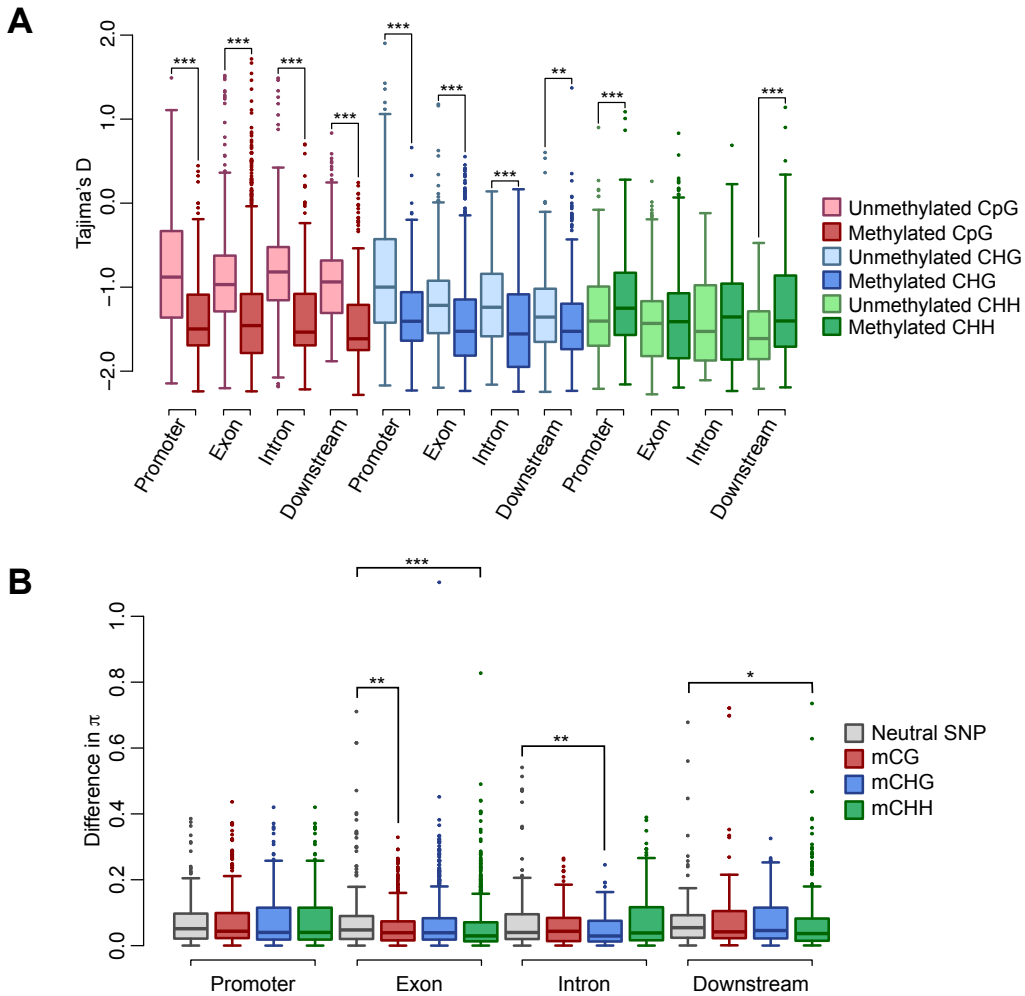 A
Tajima's D
1.0
0.0
-1.0
-2.0
***
***
***
***
***
***
***
**
***
***
Promoter
Exon
Intron
Downstream
Promoter
Exon
Intron
Downstream
Promoter
Exon
Intron
Downstream
Unmethylated CpG
Methylated CpG
Unmethylated CHG
Methylated CHG
Unmethylated CHH
Methylated CHH
B
Difference in π
1.0
0.8
0.6
0.4
0.2
0.0
***
**
**
*
Promoter
Exon
Intron
Downstream
Neutral SNP
mCG
mCHG
mCHH